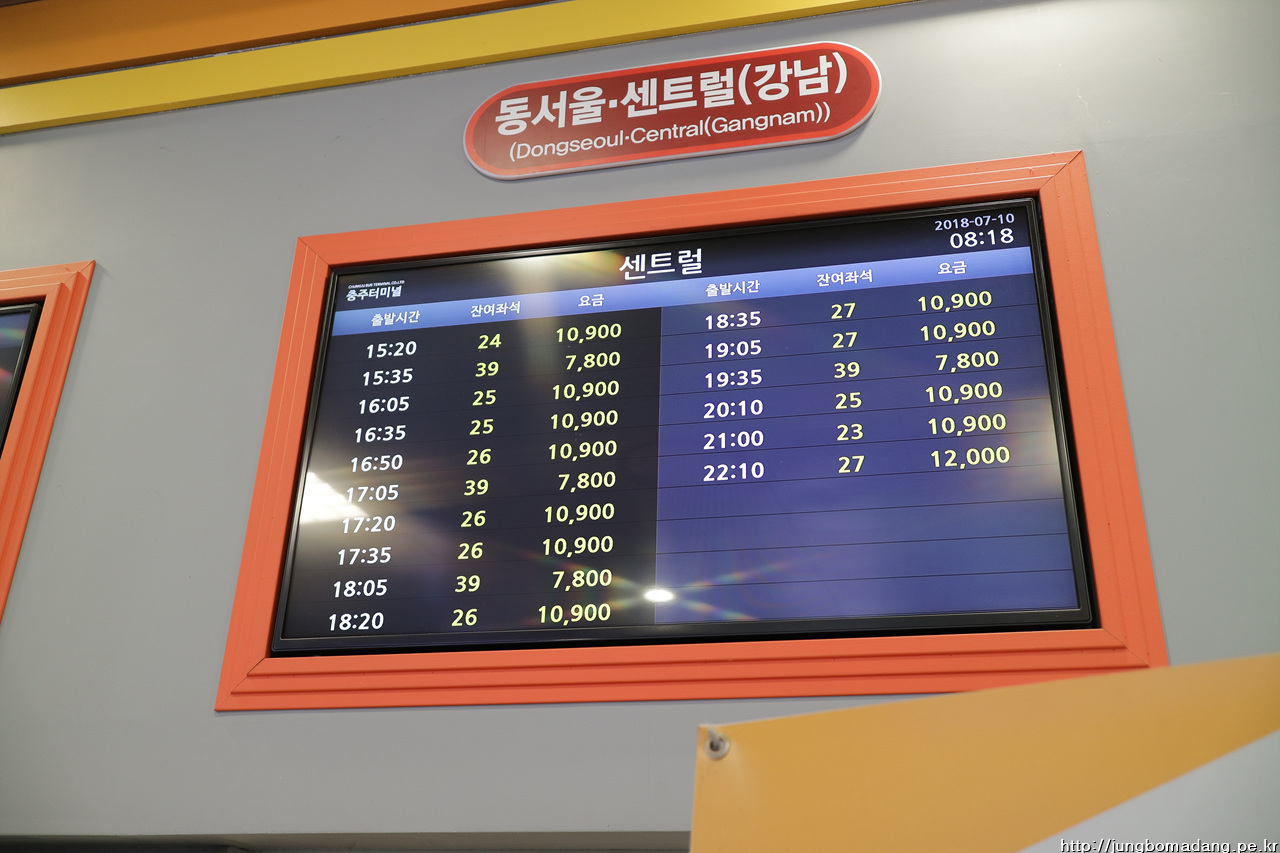 동서울·센트럴(강남)
(Dongseoul·Central(Gangnam))
2018-07-10
08:18
센트럴
충주터미널
출발시간 잔여좌석 요금 출발시간 잔여좌석 요금
15:20 24 10,900 18:35 27 10,900
15:35 39 7,800 19:05 27 10,900
16:05 25 10,900 19:35 39 7,800
16:35 25 10,900 20:10 25 10,900
16:50 26 10,900 21:00 23 10,900
17:05 39 7,800 22:10 27 12,000
17:20 26 10,900
17:35 26 10,900
18:05 39 7,800
18:20 26 10,900
http://jungbomadang.pe.kr